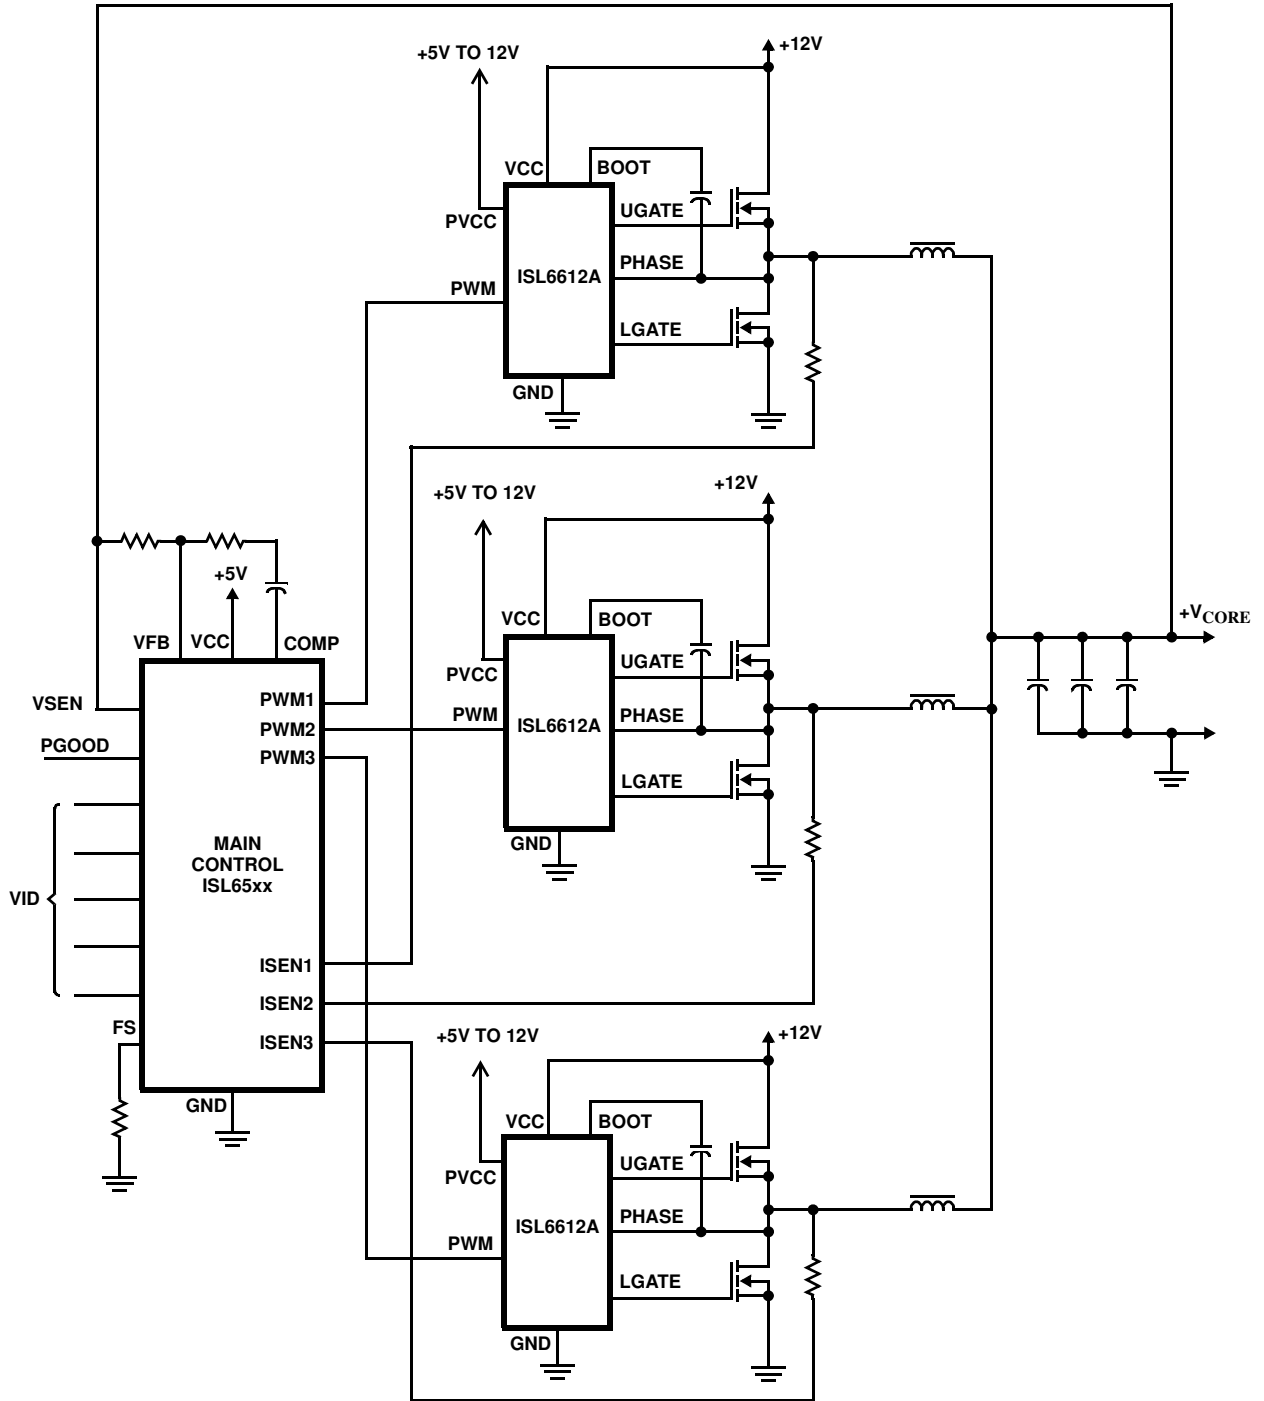 +5V TO 12V
+12V
VCC
BOOT
PVCC
UGATE
ISL6612A
PHASE
PWM
LGATE
GND
+5V TO 12V
+12V
VCC
BOOT
PVCC
UGATE
PWM
ISL6612A
PHASE
LGATE
GND
+5V
VFB
VCC
COMP
VSEN
PWM1
PWM2
PGOOD
PWM3
MAIN
CONTROL
ISL65xx
VID
ISEN1
ISEN2
FS
ISEN3
GND
+VCORE
+5V TO 12V
+12V
VCC
BOOT
PVCC
UGATE
ISL6612A
PHASE
PWM
LGATE
GND